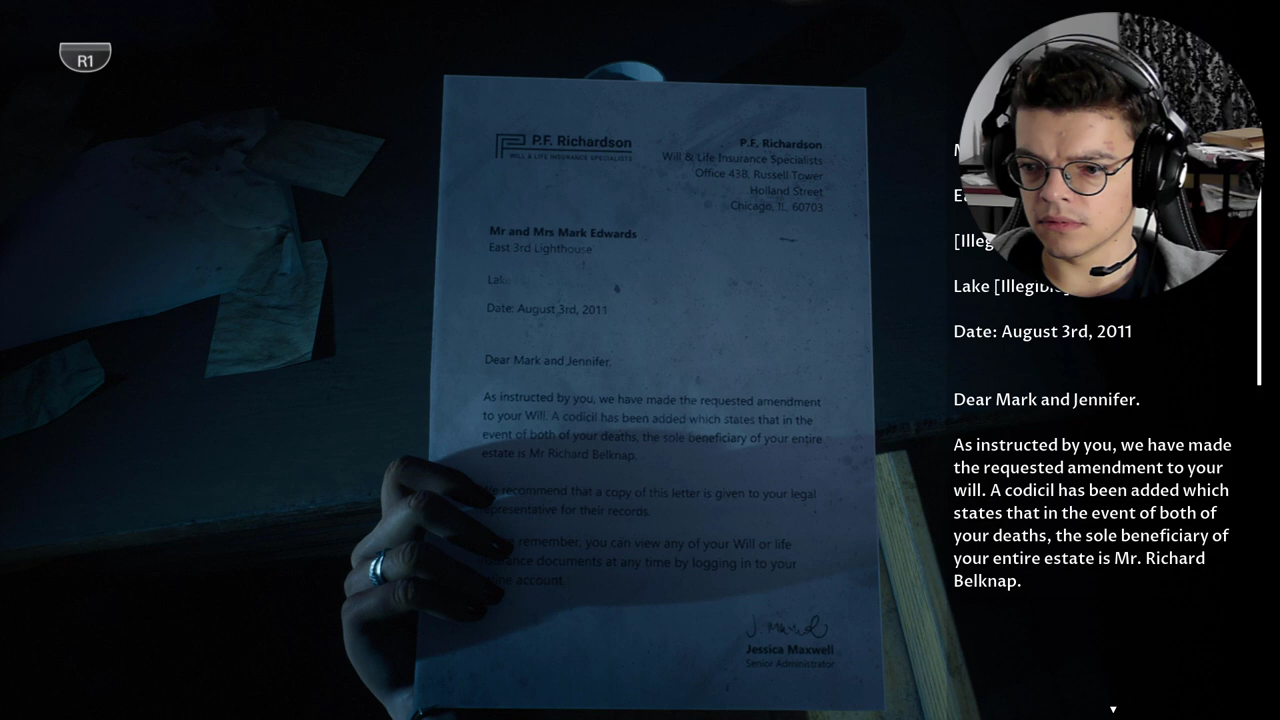 R1
P.F. Richardson
WILL & LIFE INSURANCE SPECIALISTS
P.F. Richardson
Will & Life Insurance Specialists
Office 43B, Russell Tower
Holland Street
Chicago, IL, 60703
Mr and Mrs Mark Edwards
East 3rd Lighthouse
Date: August 3rd, 2011
Dear Mark and Jennifer.
As instructed by you, we have made the requested amendment
to your Will. A codicil has been added which states that in the
event of both of your deaths, the sole beneficiary of your entire
estate is Mr Richard Belknap.
recommend that a copy of this letter is given to your legal
for their records.
remember, you can view any of your Will or life
documents at any time by logging in to your
account.
J. Maxwell
Jessica Maxwell
Senior Administrator
Lake
Date: August 3rd, 2011
Dear Mark and Jennifer.
As instructed by you, we have made
the requested amendment to your
will. A codicil has been added which
states that in the event of both of
your deaths, the sole beneficiary of
your entire estate is Mr. Richard
Belknap.